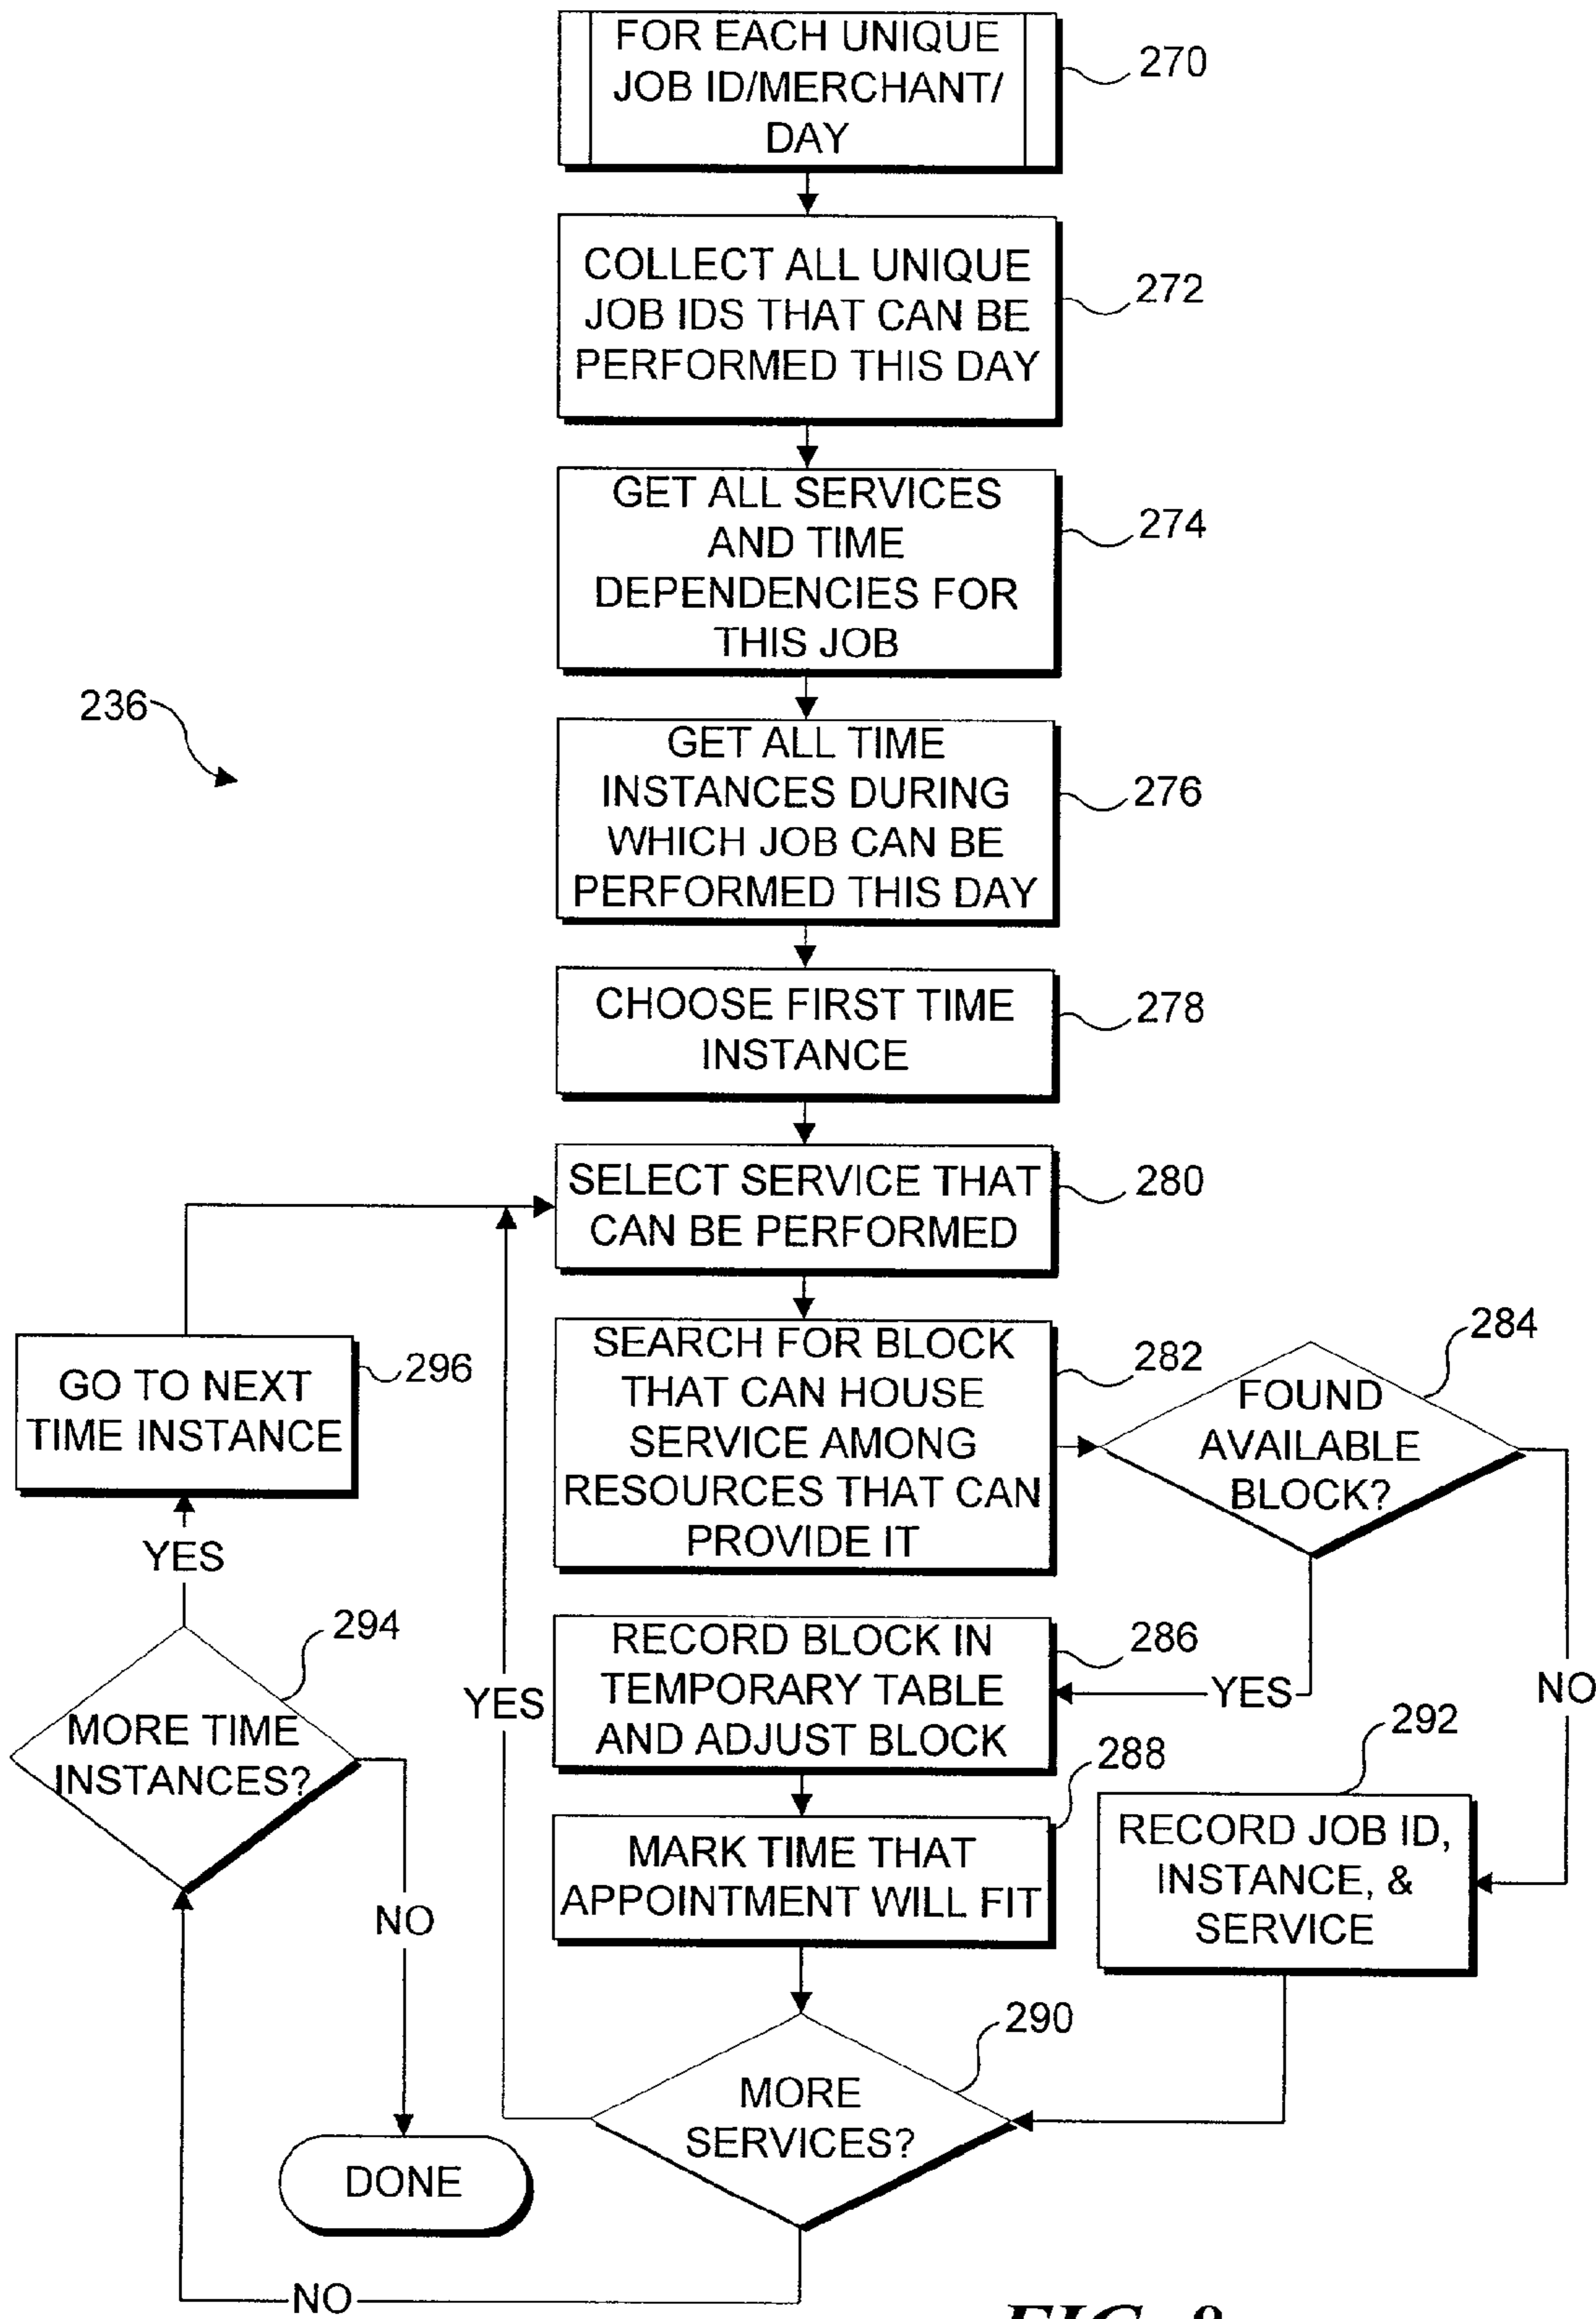 FOR EACH UNIQUE
JOB ID/MERCHANT/
DAY
270
COLLECT ALL UNIQUE
JOB IDS THAT CAN BE
PERFORMED THIS DAY
272
GET ALL SERVICES
AND TIME
DEPENDENCIES FOR
THIS JOB
274
236
GET ALL TIME
INSTANCES DURING
WHICH JOB CAN BE
PERFORMED THIS DAY
276
CHOOSE FIRST TIME
INSTANCE
278
SELECT SERVICE THAT
CAN BE PERFORMED
280
GO TO NEXT
TIME INSTANCE
296
SEARCH FOR BLOCK
THAT CAN HOUSE
SERVICE AMONG
RESOURCES THAT CAN
PROVIDE IT
282
FOUND
AVAILABLE
BLOCK?
284
YES
MORE TIME
INSTANCES?
294
YES
RECORD BLOCK IN
TEMPORARY TABLE
AND ADJUST BLOCK
286
YES
NO
MARK TIME THAT
APPOINTMENT WILL FIT
288
RECORD JOB ID,
INSTANCE, &
SERVICE
292
NO
MORE
SERVICES?
290
DONE
NO
FIG. 8